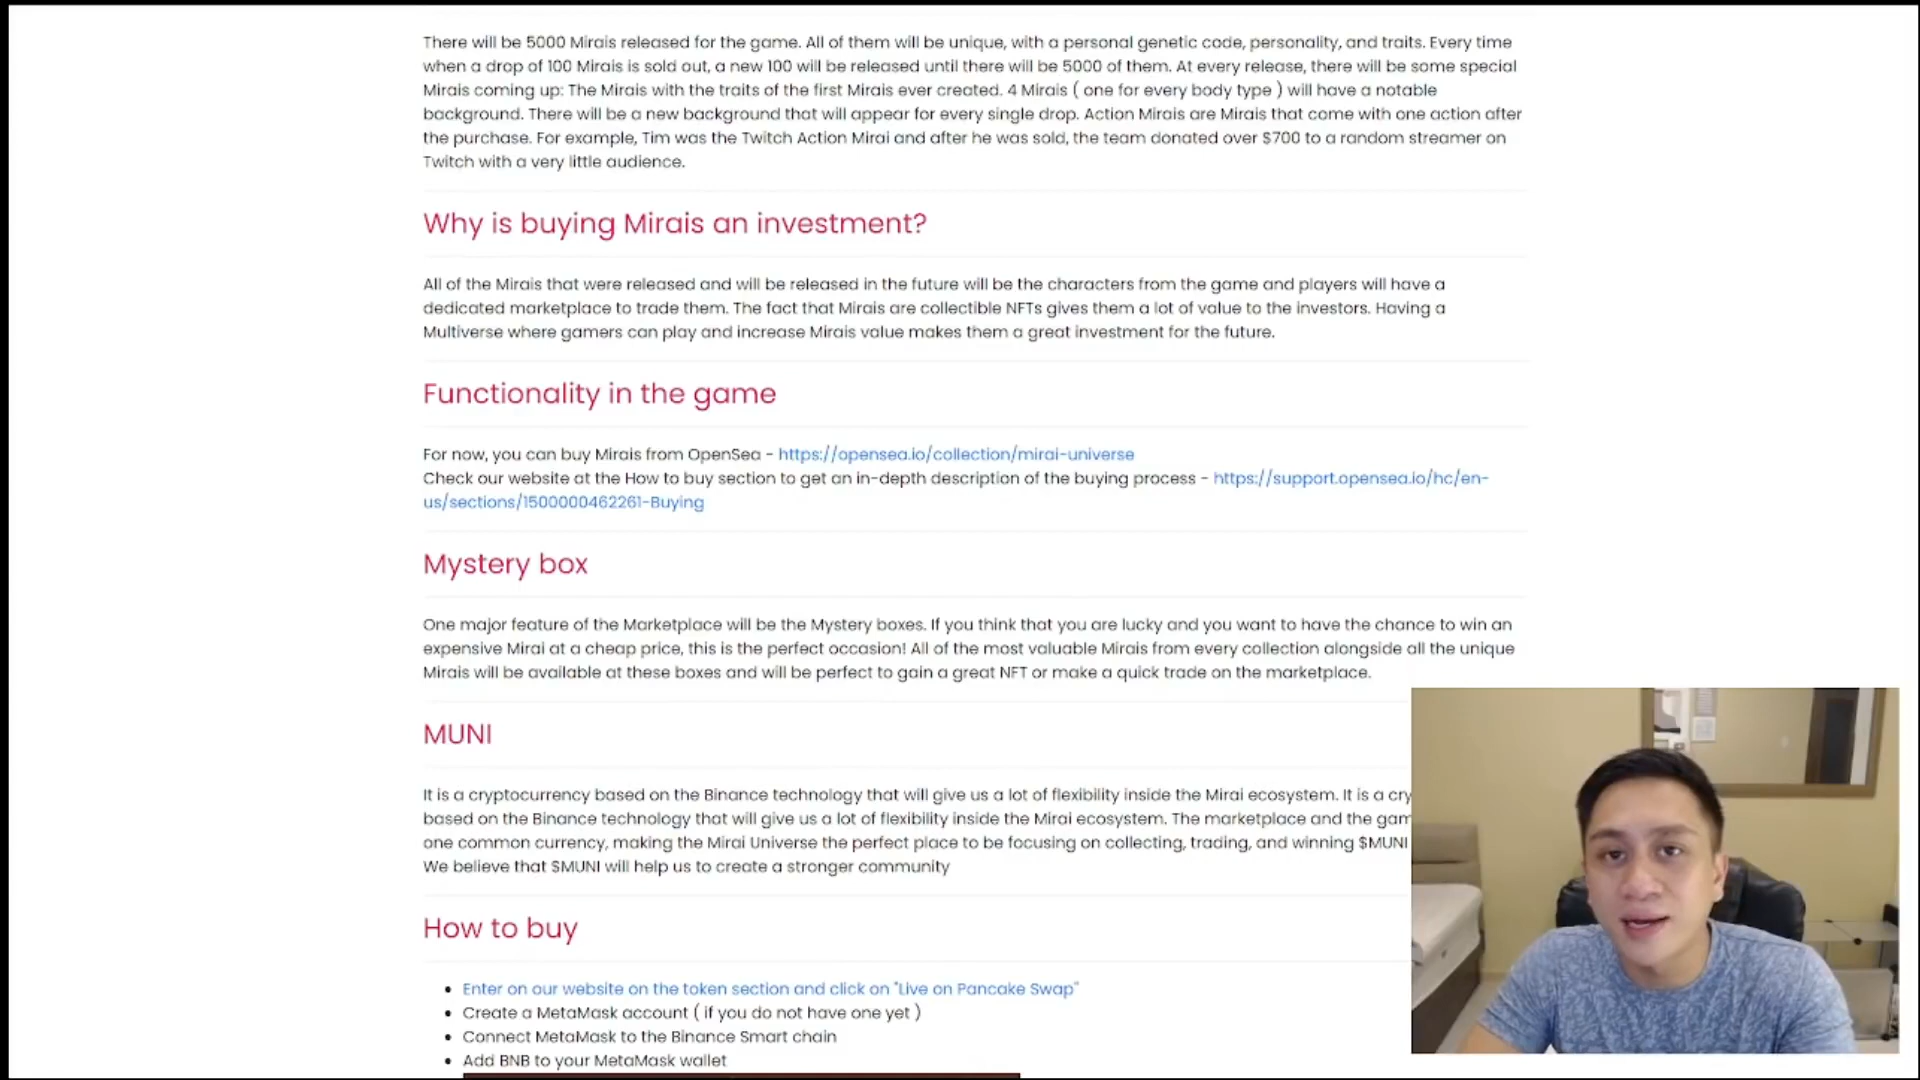 There will be 5000 Mirais released for the game. All of them will be unique, with a personal genetic code, personality, and traits. Every time
when a drop of 100 Mirais is sold out, a new 100 will be released until there will be 5000 of them. At every release, there will be some special
Mirais coming up: The Mirais with the traits of the first Mirais ever created. 4 Mirais ( one for every body type ) will have a notable
background. There will be a new background that will appear for every single drop. Action Mirais are Mirais that come with one action after
the purchase. For example, Tim was the Twitch Action Mirai and after he was sold, the team donated over $700 to a random streamer on
Twitch with a very little audience.
Why is buying Mirais an investment?
All of the Mirais that were released and will be released in the future will be the characters from the game and players will have a
dedicated marketplace to trade them. The fact that Mirais are collectible NFTs gives them a lot of value to the investors. Having a
Multiverse where gamers can play and increase Mirais value makes them a great investment for the future.
Functionality in the game
For now, you can buy Mirais from OpenSea - https://opensea.io/collection/mirai-universe
Check our website at the How to buy section to get an in-depth description of the buying process - https://support.opensea.io/hc/en-
us/sections/1500000462261-Buying
Mystery box
One major feature of the Marketplace will be the Mystery boxes. If you think that you are lucky and you want to have the chance to win an
expensive Mirai at a cheap price, this is the perfect occasion! All of the most valuable Mirais from every collection alongside all the unique
Mirais will be available at these boxes and will be perfect to gain a great NFT or make a quick trade on the marketplace.
MUNI
It is a cryptocurrency based on the Binance technology that will give us a lot of flexibility inside the Mirai ecosystem. It is a cry
based on the Binance technology that will give us a lot of flexibility inside the Mirai ecosystem. The marketplace and the gam
one common currency, making the Mirai Universe the perfect place to be focusing on collecting, trading, and winning $MUNI
We believe that $MUNI will help us to create a stronger community
How to buy
Enter on our website on the token section and click on "Live on Pancake Swap"
Create a MetaMask account ( if you do not have one yet )
Connect MetaMask to the Binance Smart chain
Add BNB to your MetaMask wallet